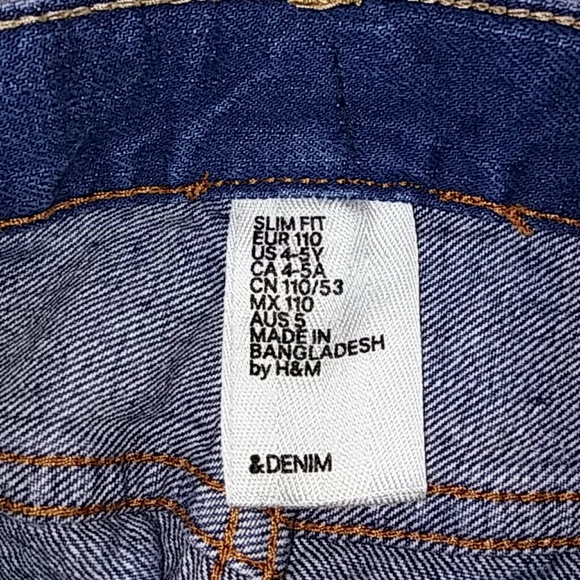 SLIM FIT
EUR 110
US 4-5Y
CA 4-5A
CN 110/53
MX 110
AUS 5
MADE IN
BANGLADESH
by H&M
&DENIM